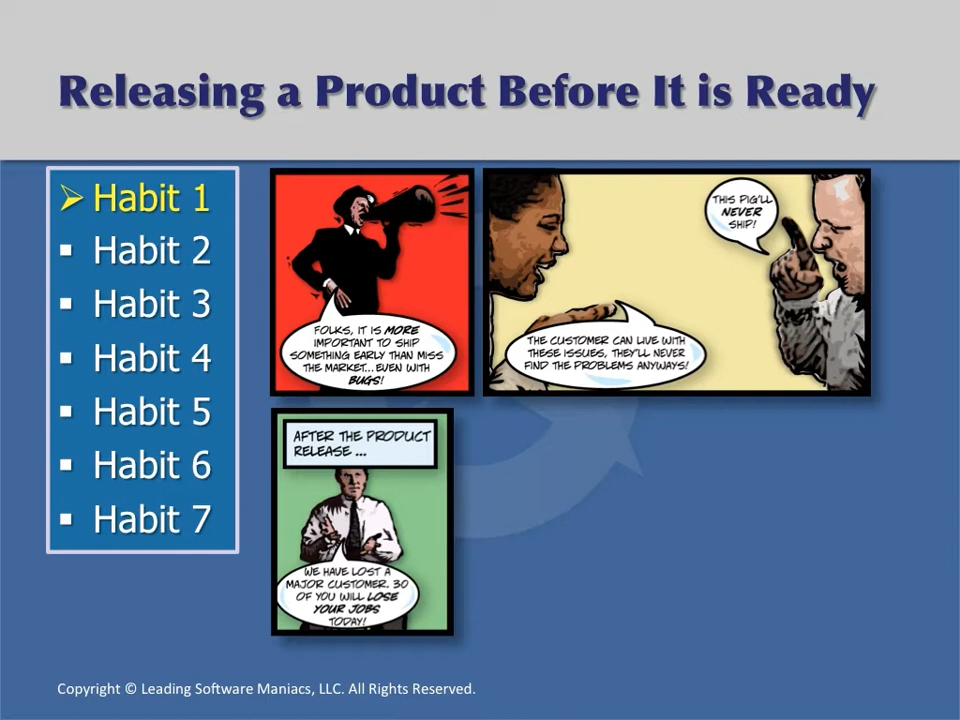 Releasing a Product Before It is Ready
Habit 1
Habit 2
Habit 3
Habit 4
Habit 5
Habit 6
Habit 7
FOLKS, IT IS MORE
IMPORTANT TO SHIP
SOMETHING EARLY THAN MISS
THE MARKET...EVEN WITH
BUGS!
THIS PIG'LL
NEVER
SHIP!
THE CUSTOMER CAN LIVE WITH
THESE ISSUES, THEY'LL NEVER
FIND THE PROBLEMS ANYWAYS!
AFTER THE PRODUCT
RELEASE ...
WE HAVE LOST A
MAJOR CUSTOMER. 30
OF YOU WILL LOSE
YOUR JOBS
TODAY!
Copyright © Leading Software Maniacs, LLC. All Rights Reserved.